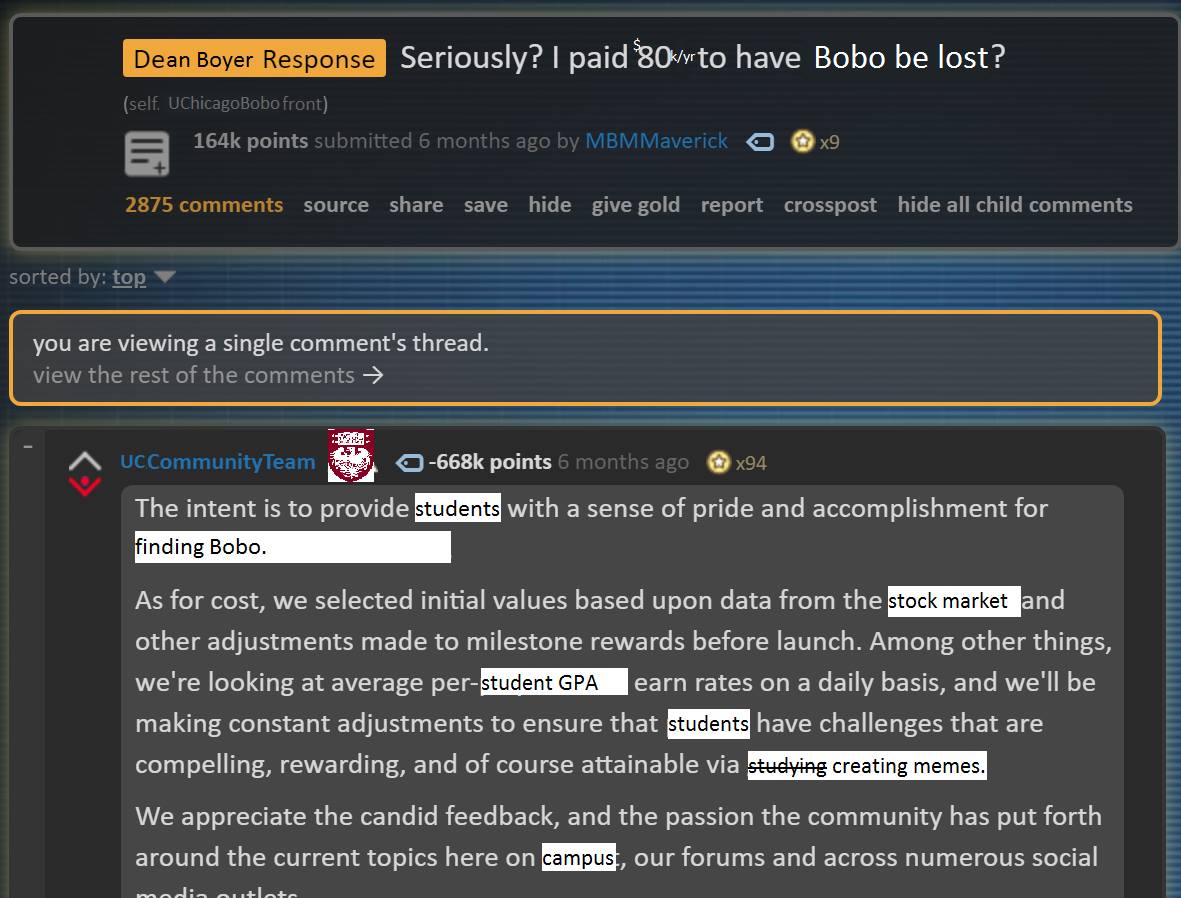 Dean Boyer Response Seriously? I paid $80k/yr to have Bobo be lost?
(self. UChicagoBobofront)
164k points submitted 6 months ago by MBMMaverick x9
2875 comments source share save hide give gold report crosspost hide all child comments
sorted by: top
you are viewing a single comment's thread.
view the rest of the comments →
UCCommunityTeam -668k points 6 months ago x94
The intent is to provide students with a sense of pride and accomplishment for
finding Bobo.
As for cost, we selected initial values based upon data from the stock market and
other adjustments made to milestone rewards before launch. Among other things,
we're looking at average per-student GPA earn rates on a daily basis, and we'll be
making constant adjustments to ensure that students have challenges that are
compelling, rewarding, and of course attainable via studying creating memes.
We appreciate the candid feedback, and the passion the community has put forth
around the current topics here on campus, our forums and across numerous social
media outlets